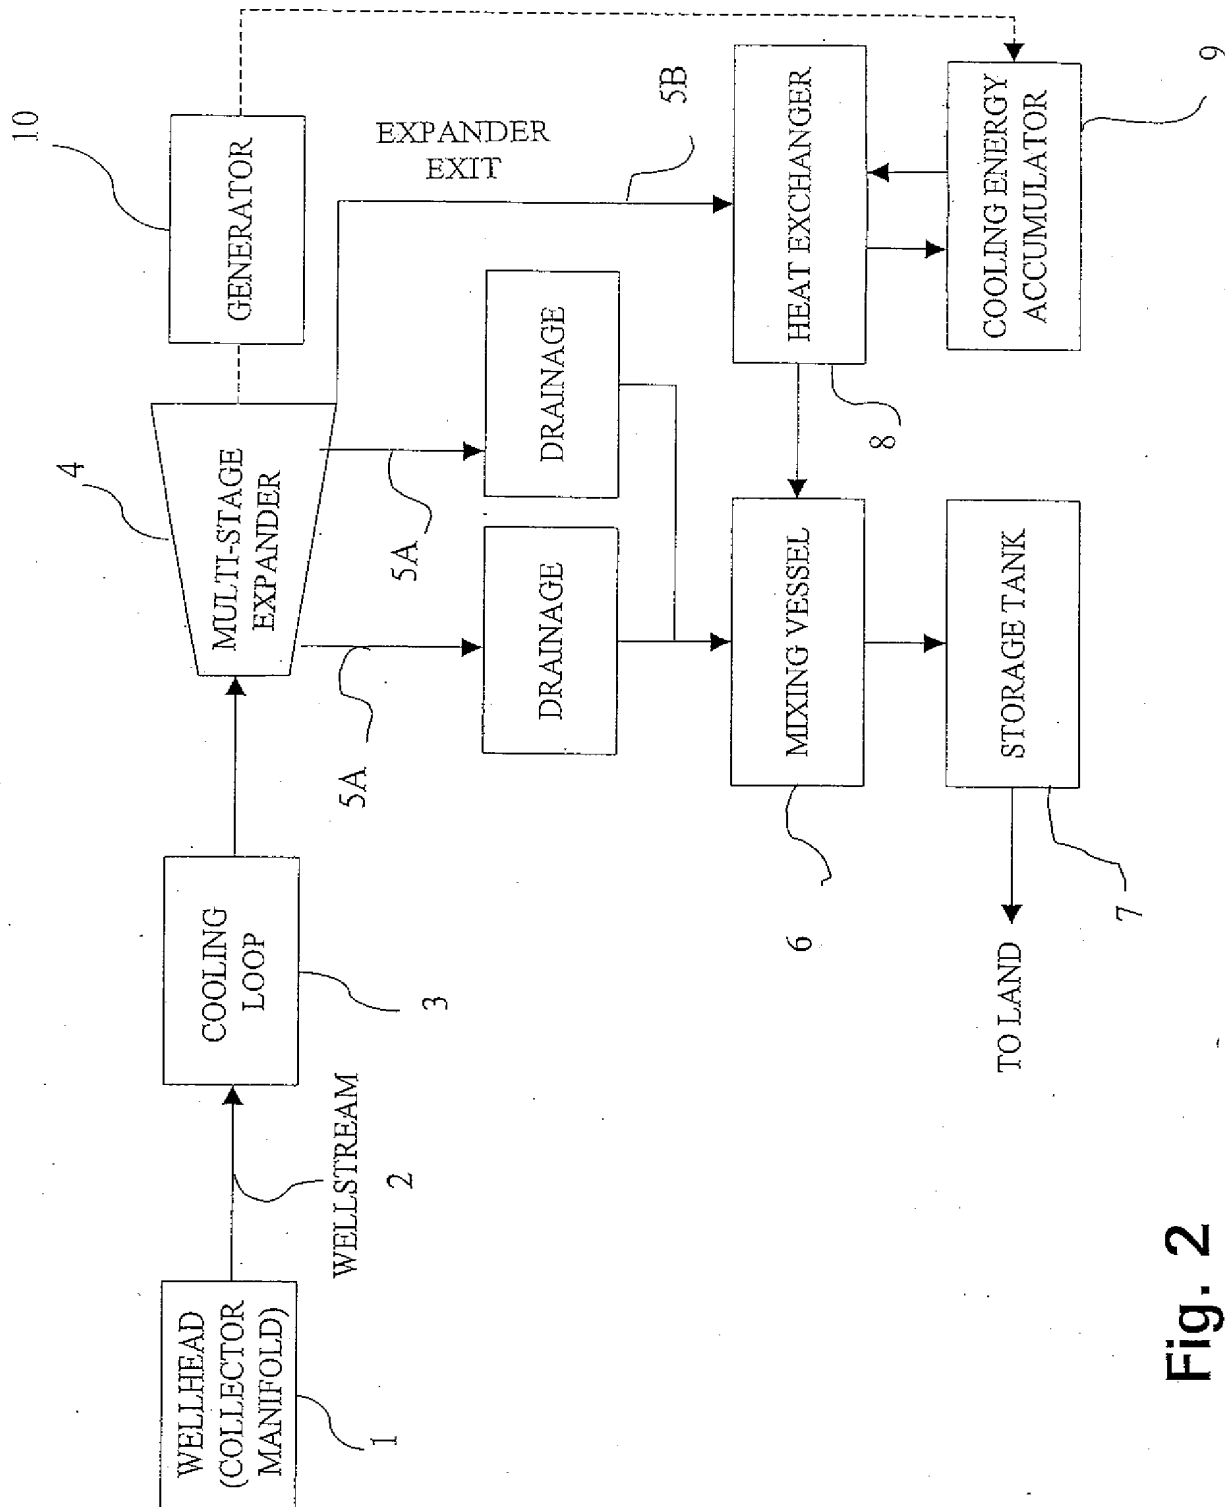 WELLHEAD
(COLLECTOR
MANIFOLD)
1
WELLSTREAM
2
COOLING
LOOP
3
MULTI-STAGE
EXPANDER
4
GENERATOR
10
5A
5A
EXPANDER
EXIT
5B
DRAINAGE
DRAINAGE
MIXING VESSEL
6
HEAT EXCHANGER
8
STORAGE TANK
7
TO LAND
COOLING ENERGY
ACCUMULATOR
9
Fig. 2